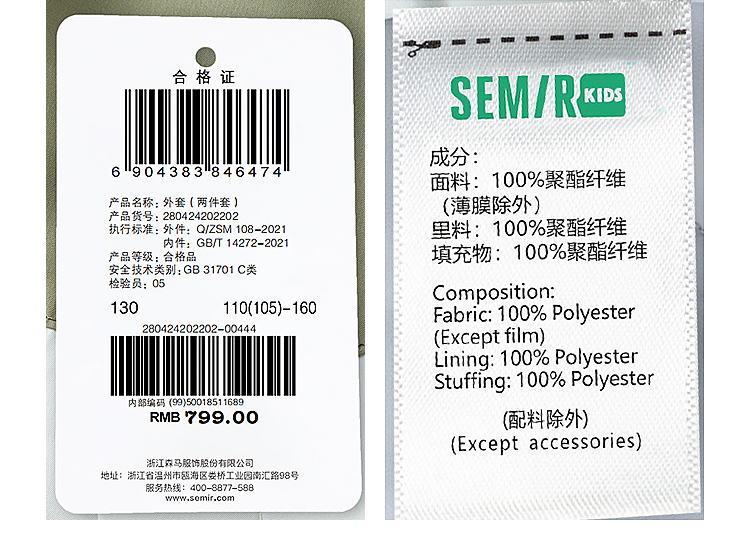 合格证
6 904383 846474
产品名称：外套（两件套）
产品货号：280424202202
执行标准：外件：Q/ZSM 108-2021
内件：GB/T 14272-2021
产品等级：合格品
安全技术类别：GB 31701 C类
检验员：05
130 110(105)-160
280424202202-00444
内部编码 (99)50018511689
RMB 799.00
浙江森马服饰股份有限公司
地址：浙江省温州市瓯海区娄桥工业园南汇路98号
服务热线：400-8877-588
www.semir.com
SEMIR KIDS
成分：
面料：100%聚酯纤维
（薄膜除外）
里料：100%聚酯纤维
填充物：100%聚酯纤维
Composition:
Fabric: 100% Polyester
(Except film)
Lining: 100% Polyester
Stuffing: 100% Polyester
(配料除外)
(Except accessories)